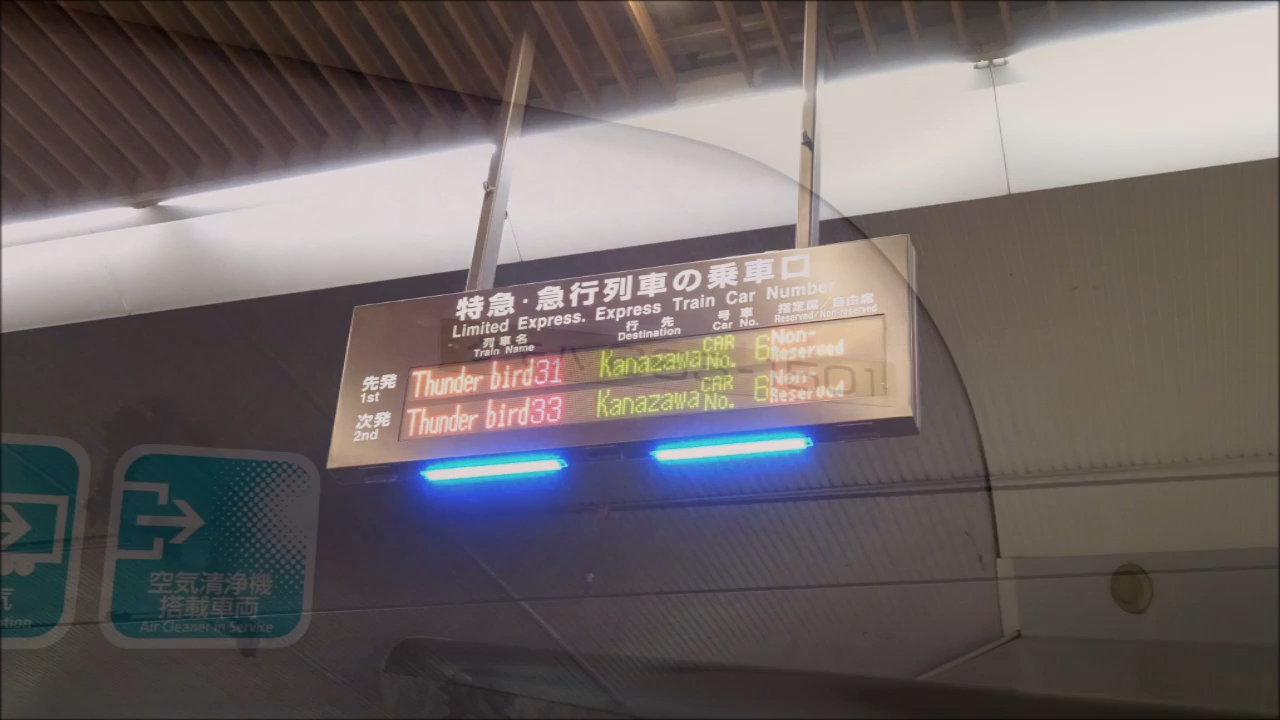 特急・急行列車の乗車口
Limited Express. Express Train Car Number
列車名 行先 号車 指定席/自由席
Train Name Destination Car No. Reserved/Non-reserved
先発 1st Thunder bird31 Kanazawa CAR No. 6 Non-Reserved
次発 2nd Thunder bird33 Kanazawa CAR No. 6 Non-Reserved
気
空気清浄機
搭載車両
Air Cleaner in Service